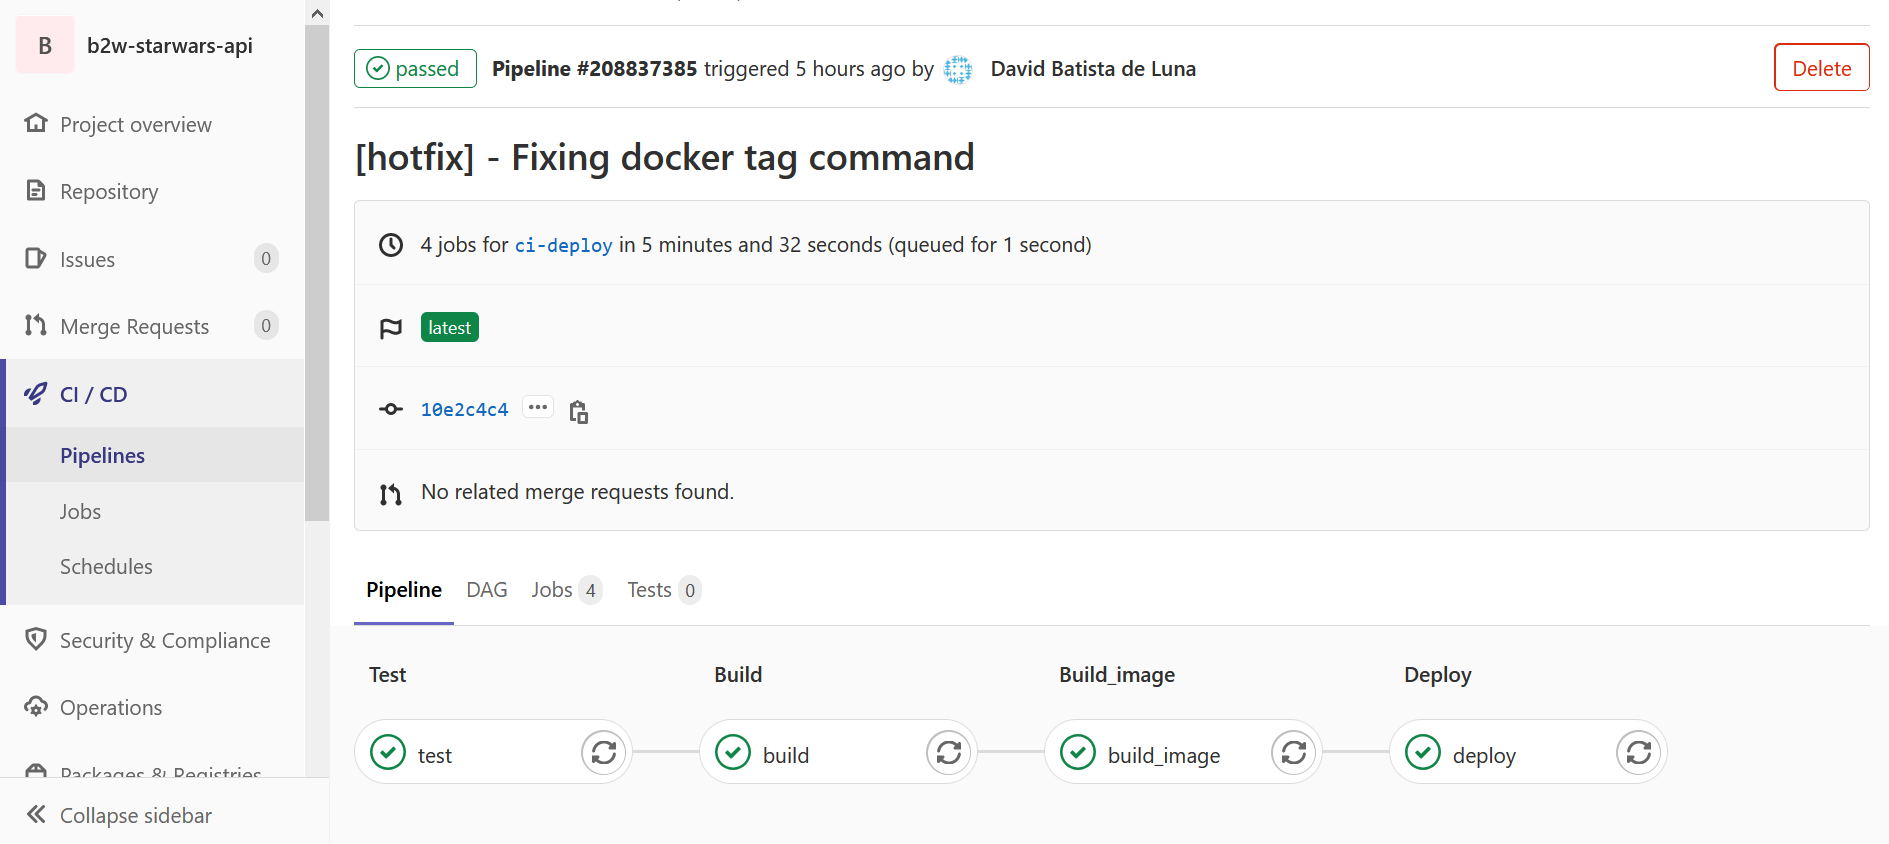 B b2w-starwars-api
Project overview
Repository
Issues 0
Merge Requests 0
CI / CD
Pipelines
Jobs
Schedules
Security & Compliance
Operations
Packages & Registries
Collapse sidebar
passed Pipeline #208837385 triggered 5 hours ago by David Batista de Luna Delete
[hotfix] - Fixing docker tag command
4 jobs for ci-deploy in 5 minutes and 32 seconds (queued for 1 second)
latest
10e2c4c4
No related merge requests found.
Pipeline DAG Jobs 4 Tests 0
Test Build Build_image Deploy
test build build_image deploy